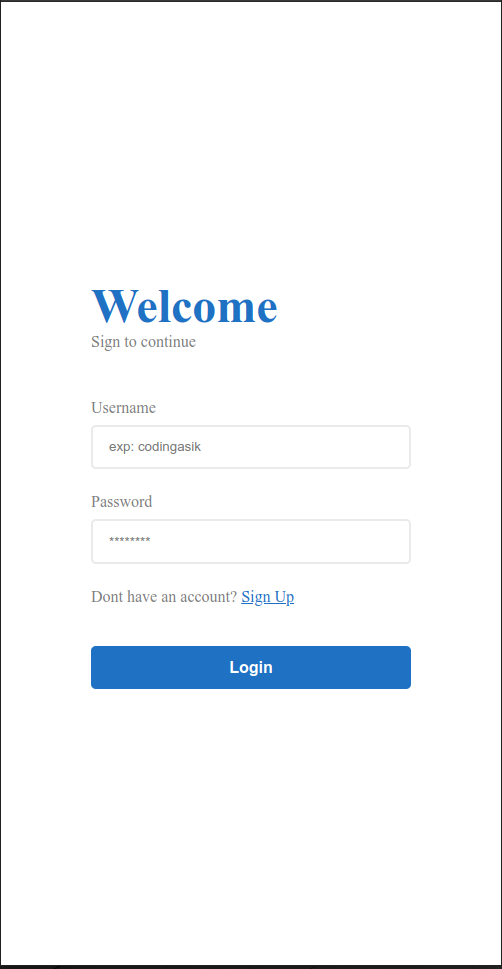 Welcome
Sign to continue
Username
exp: codingasik
Password
********
Dont have an account? Sign Up
Login